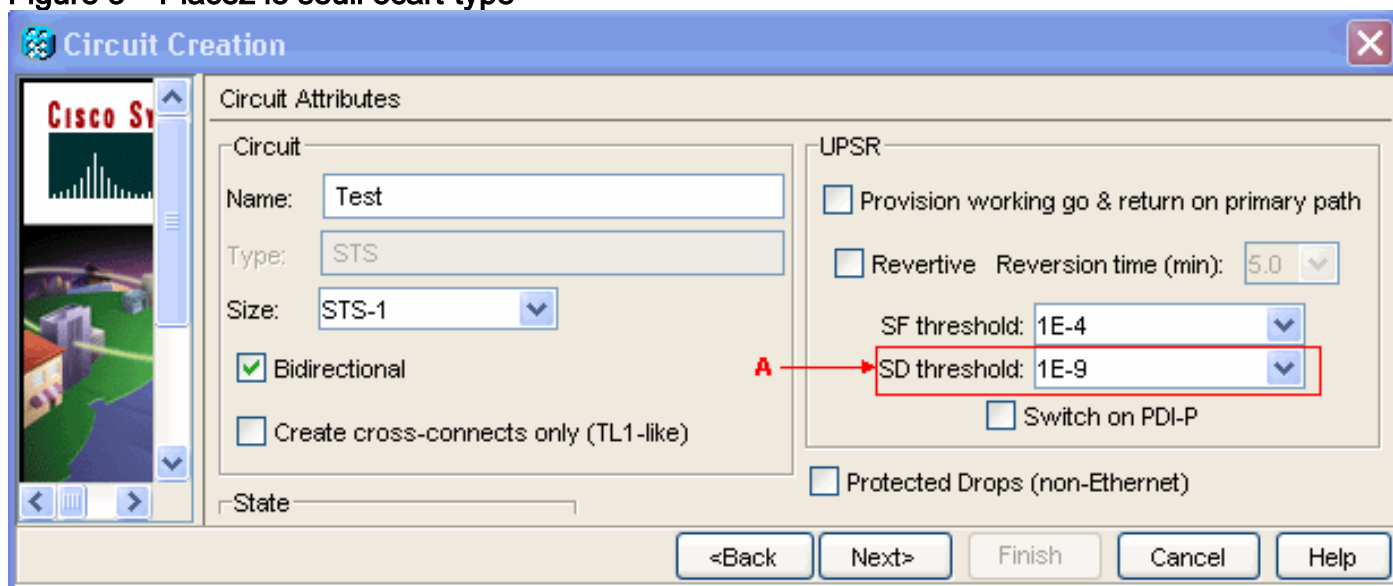 Circuit Creation
Cisco Sy
Circuit Attributes
Circuit
Name: Test
Type: STS
Size: STS-1
Bidirectional
Create cross-connects only (TL1-like)
State
UPSR
Provision working go & return on primary path
Revertive Reversion time (min): 5.0
SF threshold: 1E-4
A
SD threshold: 1E-9
Switch on PDI-P
Protected Drops (non-Ethernet)
<Back Next> Finish Cancel Help